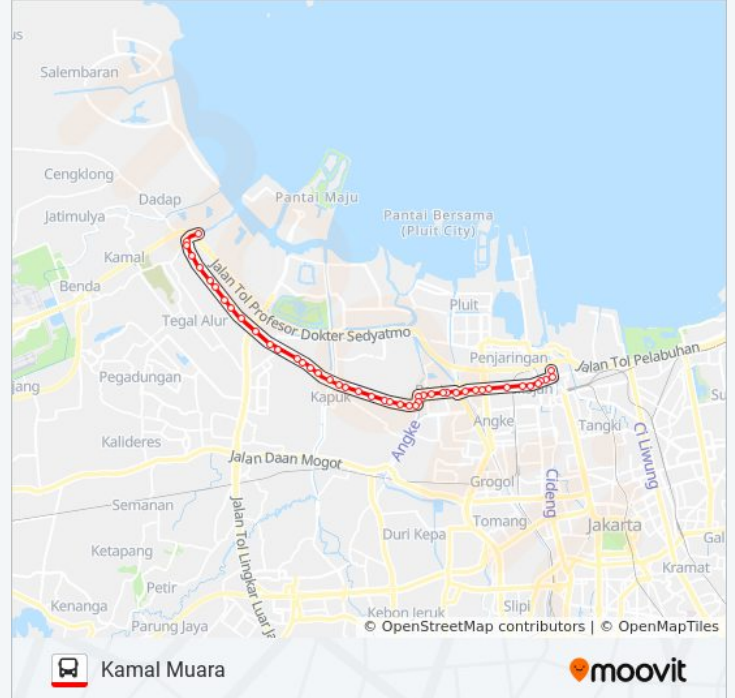 Salembaran
Cengklong
Dadap
Pantai Maju
Jatimulya
Pantai Bersama
(Pluit City)
Kamal
Benda
Jalan Tol Profesor Dokter Sedyatmo
Pluit
Tegal Alur
Penjaringan
Jalan Tol Pelabuhan
Pegadungan
Kapuk
Angke
Angke
Tangki
Ci Liwung
Kalideres
Jalan Daan Mogot
Grogol
Cideng
Semanan
Jalan Tol Lingkar Luar Ja
Tomang
Jakarta
Duri Kepa
Gal
Ketapang
Kramat
Petir
Kenanga
Kebon Jeruk
Slipi
Parung Jaya
© OpenStreetMap contributors | © OpenMapTiles
Kamal Muara
moovit